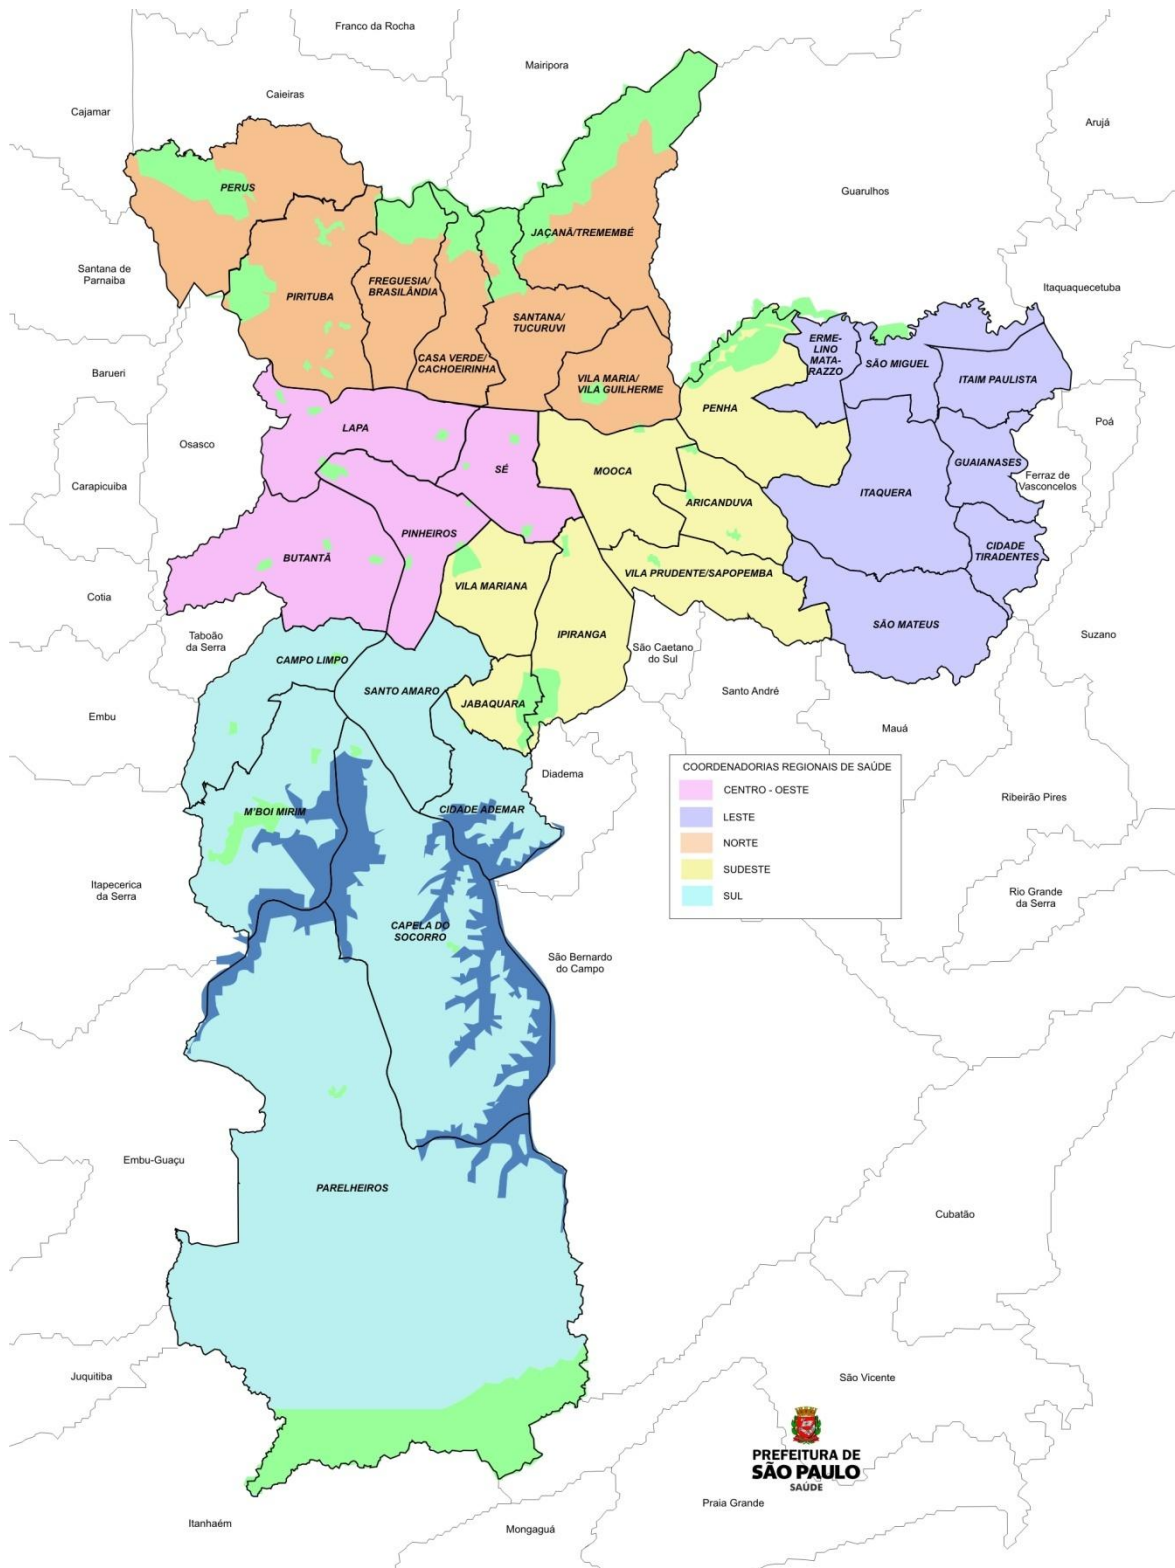 Franco da Rocha
Mairipora
Caieiras
Cajamar
Arujá
PERUS
Guarulhos
JAÇANÃ/TREMEMBÉ
Santana de
Parnaiba
FREGUESIA/
BRASILÂNDIA
Itaquaquecetuba
PIRITUBA
SANTANA/
TUCURUVI
ERME-
LINO
MATA-
RAZZO
CASA VERDE/
CACHOEIRINHA
SÃO MIGUEL
Barueri
VILA MARIA/
VILA GUILHERME
ITAIM PAULISTA
PENHA
Poá
LAPA
Osasco
SÉ
MOOCA
GUAIANASES
Ferraz de
Vasconcelos
Carapicuiba
ITAQUERA
ARICANDUVA
PINHEIROS
CIDADE
TIRADENTES
BUTANTÃ
VILA MARIANA
VILA PRUDENTE/SAPOPEMBA
Cotia
SÃO MATEUS
Taboão
da Serra
IPIRANGA
Suzano
São Caetano
do Sul
CAMPO LIMPO
SANTO AMARO
Santo André
JABAQUARA
Embu
Mauá
COORDENADORIAS REGIONAIS DE SAÚDE
CENTRO - OESTE
LESTE
NORTE
SUDESTE
SUL
Diadema
Ribeirão Pires
M'BOI MIRIM
CIDADE ADEMAR
Itapecerica
da Serra
Rio Grande
da Serra
CAPELA DO
SOCORRO
São Bernardo
do Campo
Embu-Guaçu
PARELHEIROS
Cubatão
Juquitiba
São Vicente
PREFEITURA DE
SÃO PAULO
SAÚDE
Praia Grande
Itanhaém
Mongaguá